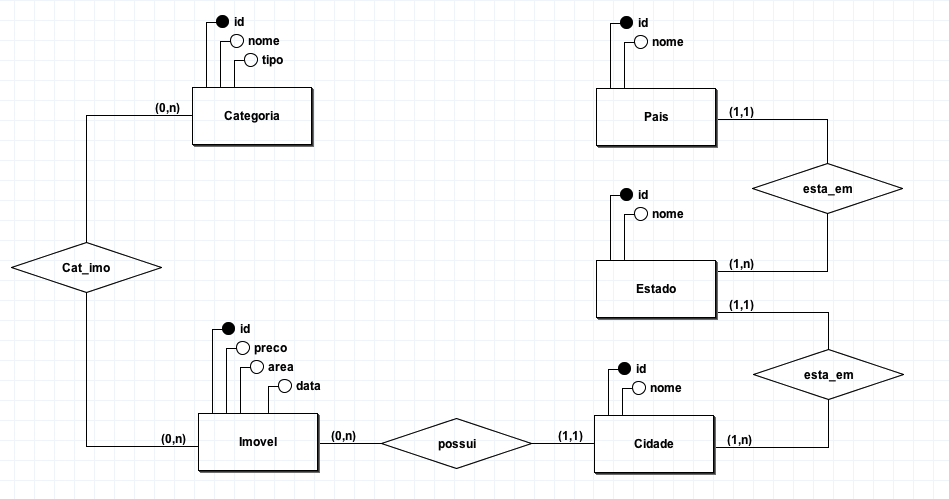 id
nome
tipo
(0,n)
Categoria
id
nome
Pais
(1,1)
esta_em
id
nome
(1,n)
Estado
(1,1)
Cat_imo
id
preco
area
data
(0,n)
Imovel
(0,n)
possui
(1,1)
id
nome
Cidade
(1,n)
esta_em